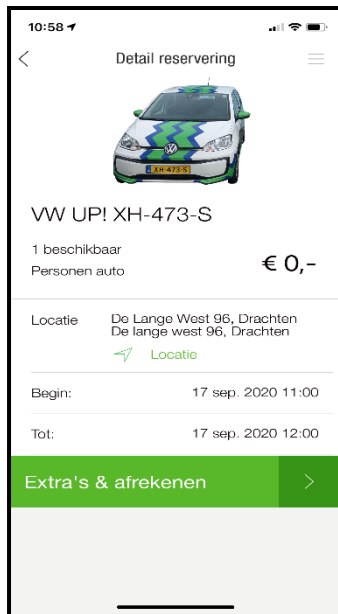 10:58
Detail reservering
XH-473-S
VW UP! XH-473-S
1 beschikbaar
Personen auto
€ 0,-
Locatie
De Lange West 96, Drachten
De lange west 96, Drachten
Locatie
Begin:
17 sep. 2020 11:00
Tot:
17 sep. 2020 12:00
Extra's & afrekenen